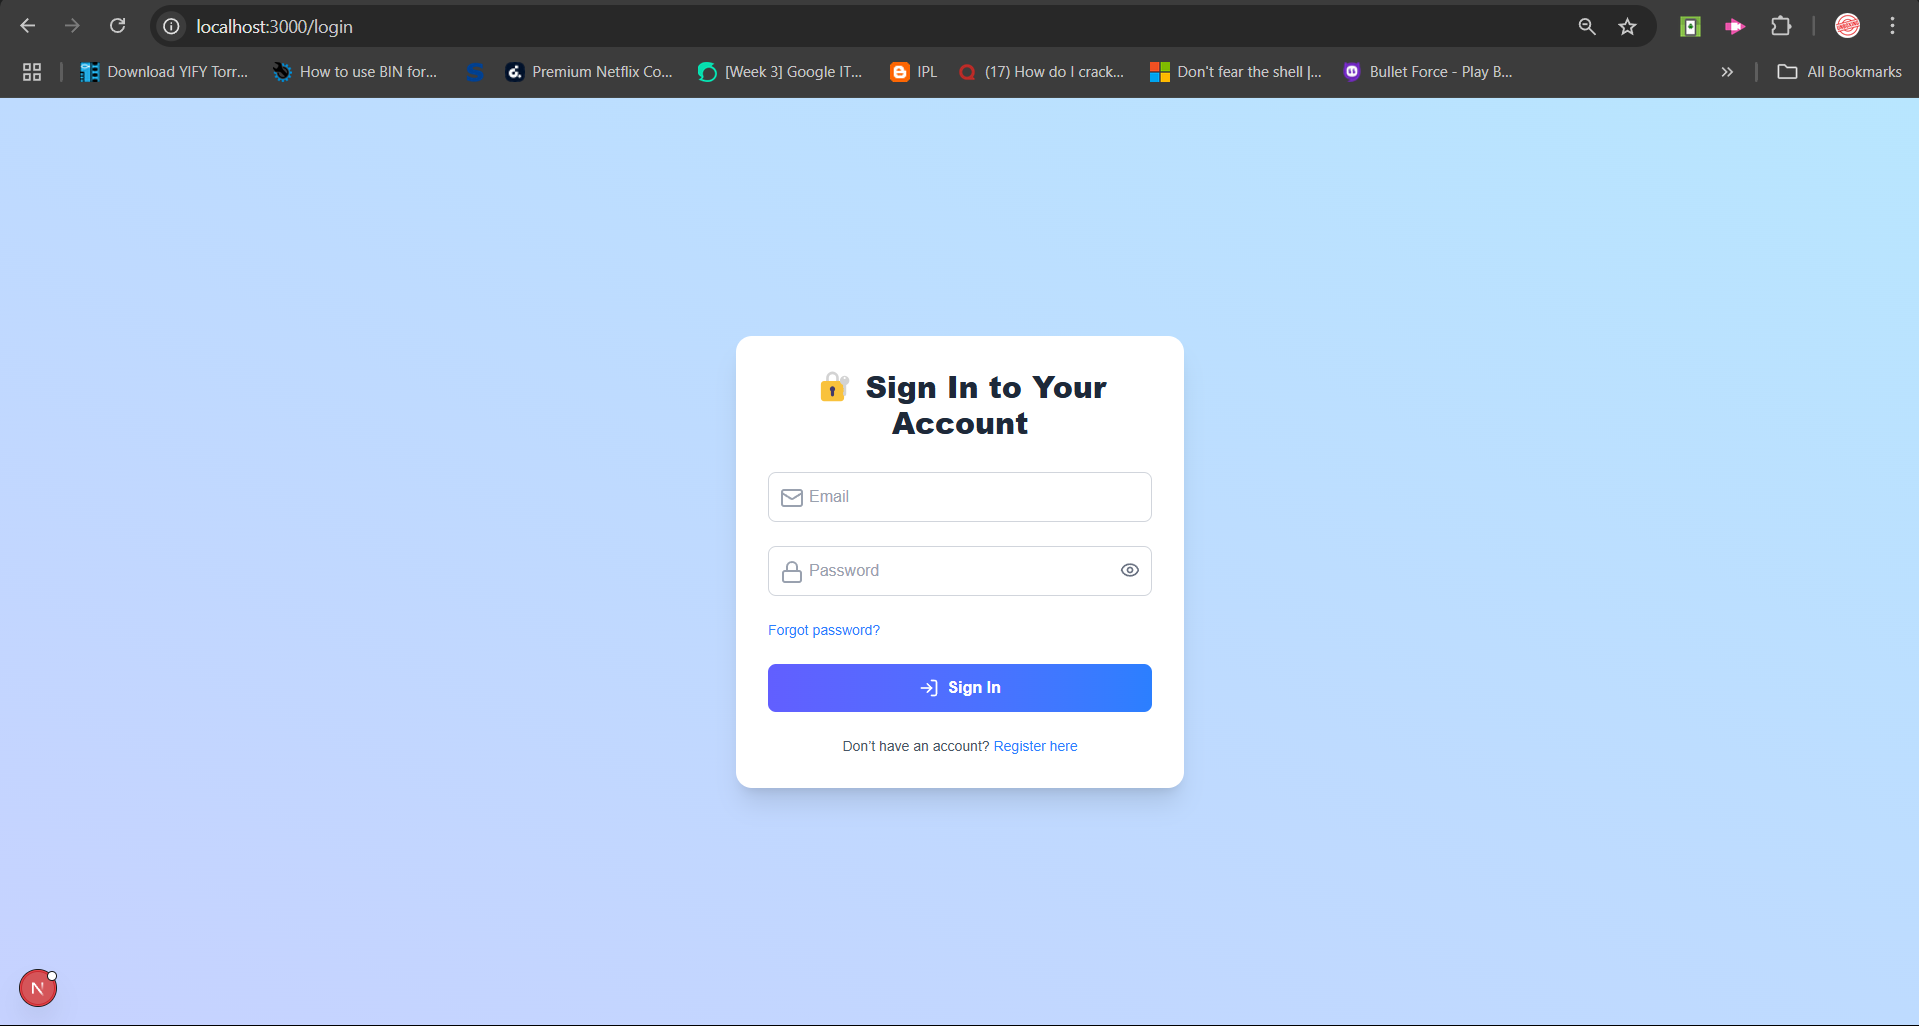 localhost:3000/login
Download YIFY Torr...
How to use BIN for...
Premium Netflix Co...
[Week 3] Google IT...
IPL
(17) How do I crack...
Don't fear the shell |...
Bullet Force - Play B...
All Bookmarks
Sign In to Your
Account
Email
Password
Forgot password?
Sign In
Don't have an account? Register here
N